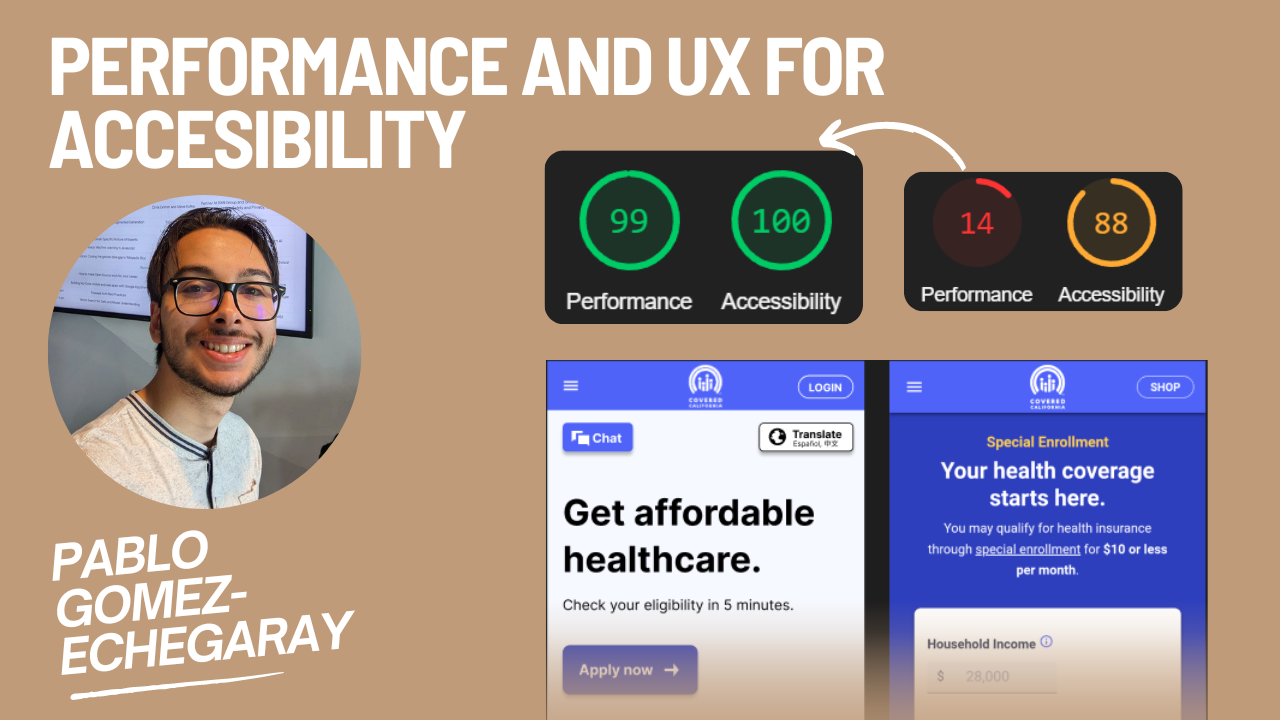 PERFORMANCE AND UX FOR
ACCESIBILITY
99
100
Performance
Accessibility
14
88
Performance
Accessibility
PABLO
GOMEZ-
ECHEGARAY
COVERED
CALIFORNIA
LOGIN
Chat
Translate
Español, 中文
Get affordable
healthcare.
Check your eligibility in 5 minutes.
Apply now
COVERED
CALIFORNIA
SHOP
Special Enrollment
Your health coverage
starts here.
You may qualify for health insurance
through special enrollment for $10 or less
per month.
Household Income
$ 28,000